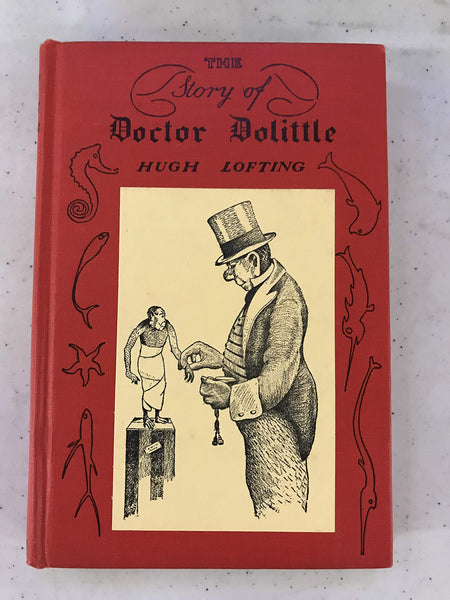 THE
Story of
Doctor Dolittle
HUGH LOFTING